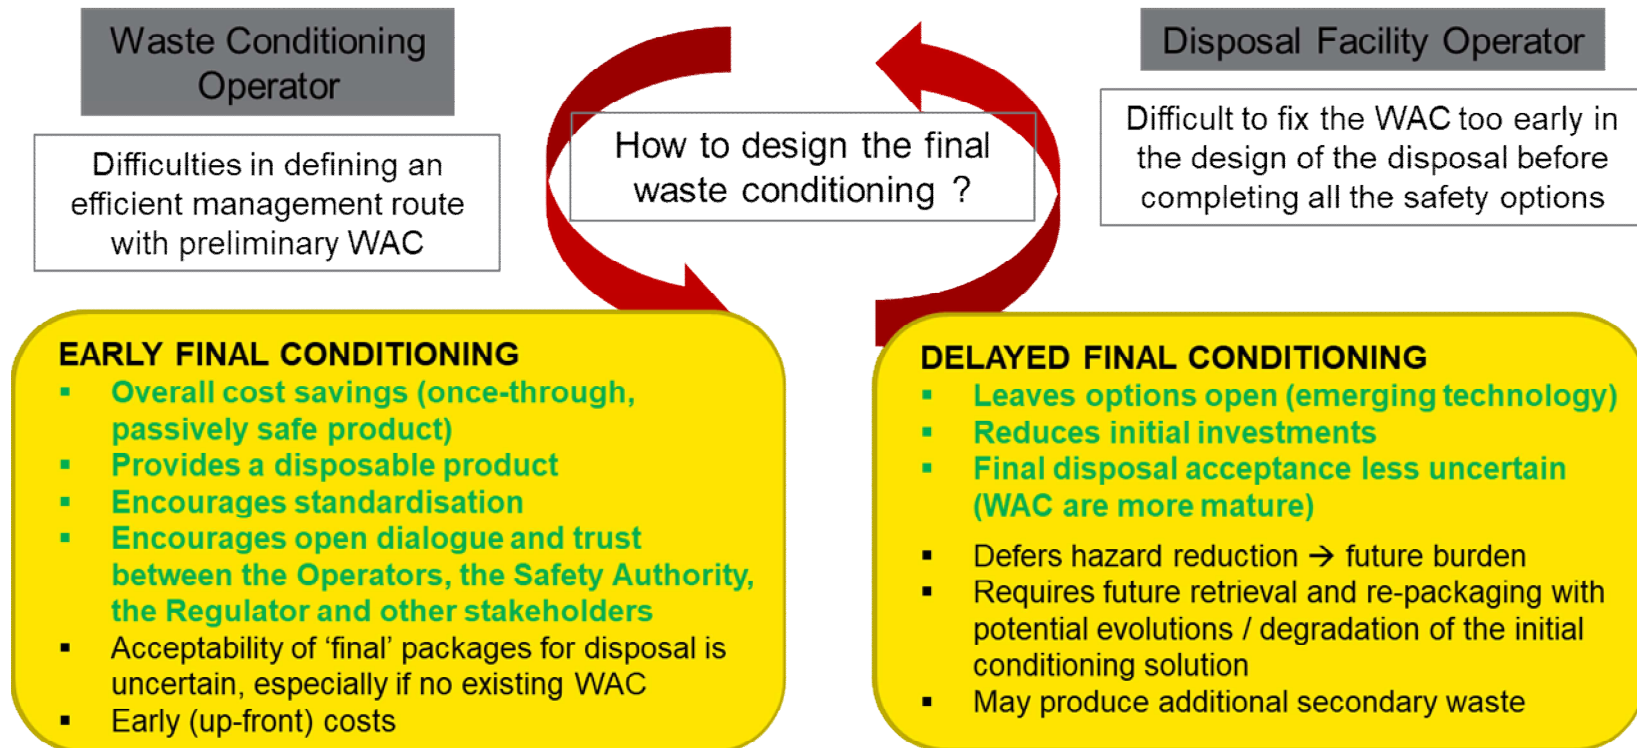 Waste Conditioning
Operator
Difficulties in defining an
efficient management route
with preliminary WAC
How to design the final
waste conditioning ?
Disposal Facility Operator
Difficult to fix the WAC too early in
the design of the disposal before
completing all the safety options
EARLY FINAL CONDITIONING
▪ Overall cost savings (once-through,
passively safe product)
▪ Provides a disposable product
▪ Encourages standardisation
▪ Encourages open dialogue and trust
between the Operators, the Safety Authority,
the Regulator and other stakeholders
▪ Acceptability of ‘final’ packages for disposal is
uncertain, especially if no existing WAC
▪ Early (up-front) costs
DELAYED FINAL CONDITIONING
▪ Leaves options open (emerging technology)
▪ Reduces initial investments
▪ Final disposal acceptance less uncertain
(WAC are more mature)
▪ Defers hazard reduction → future burden
▪ Requires future retrieval and re-packaging with
potential evolutions / degradation of the initial
conditioning solution
▪ May produce additional secondary waste